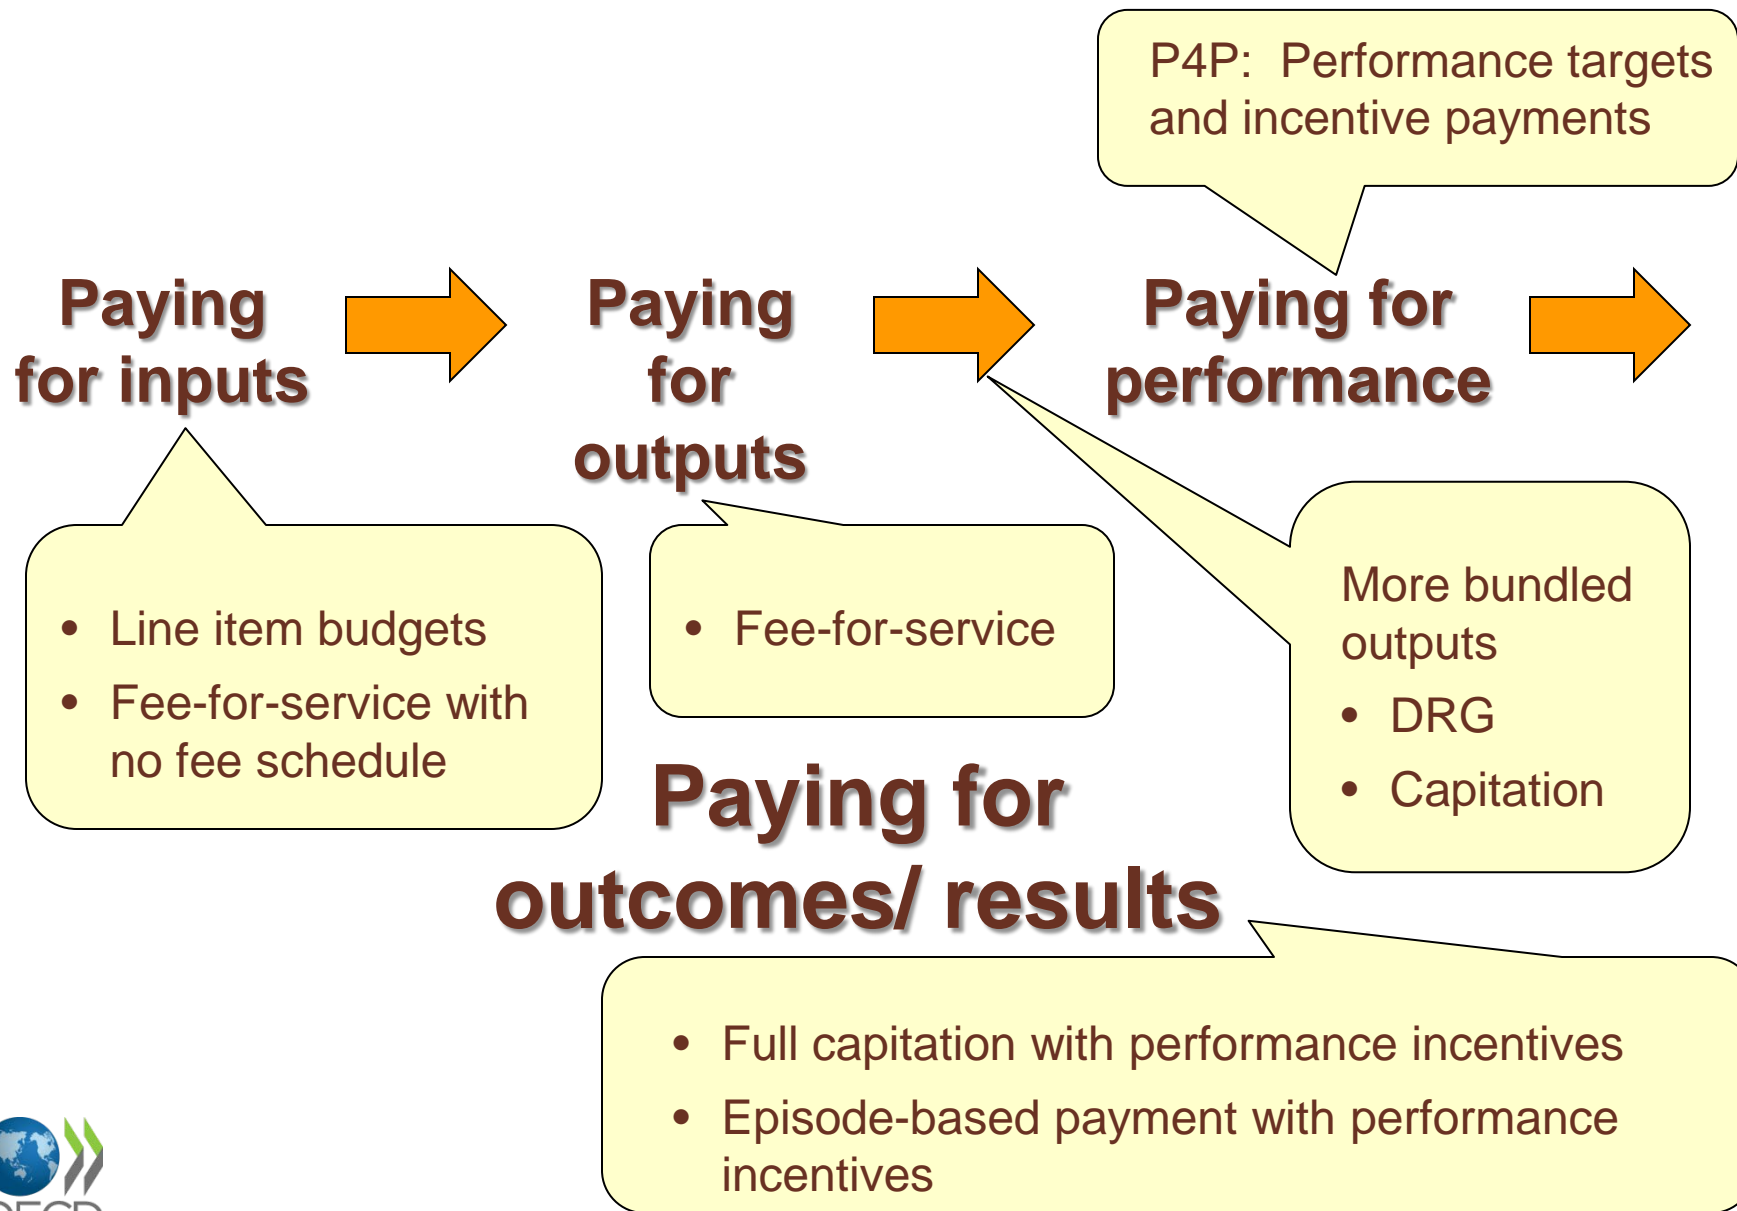 P4P: Performance targets
and incentive payments
Paying
for inputs
Paying
for
outputs
Paying for
performance
• Line item budgets
• Fee-for-service with
no fee schedule
• Fee-for-service
More bundled
outputs
• DRG
• Capitation
Paying for
outcomes/ results
• Full capitation with performance incentives
• Episode-based payment with performance
incentives
OECD